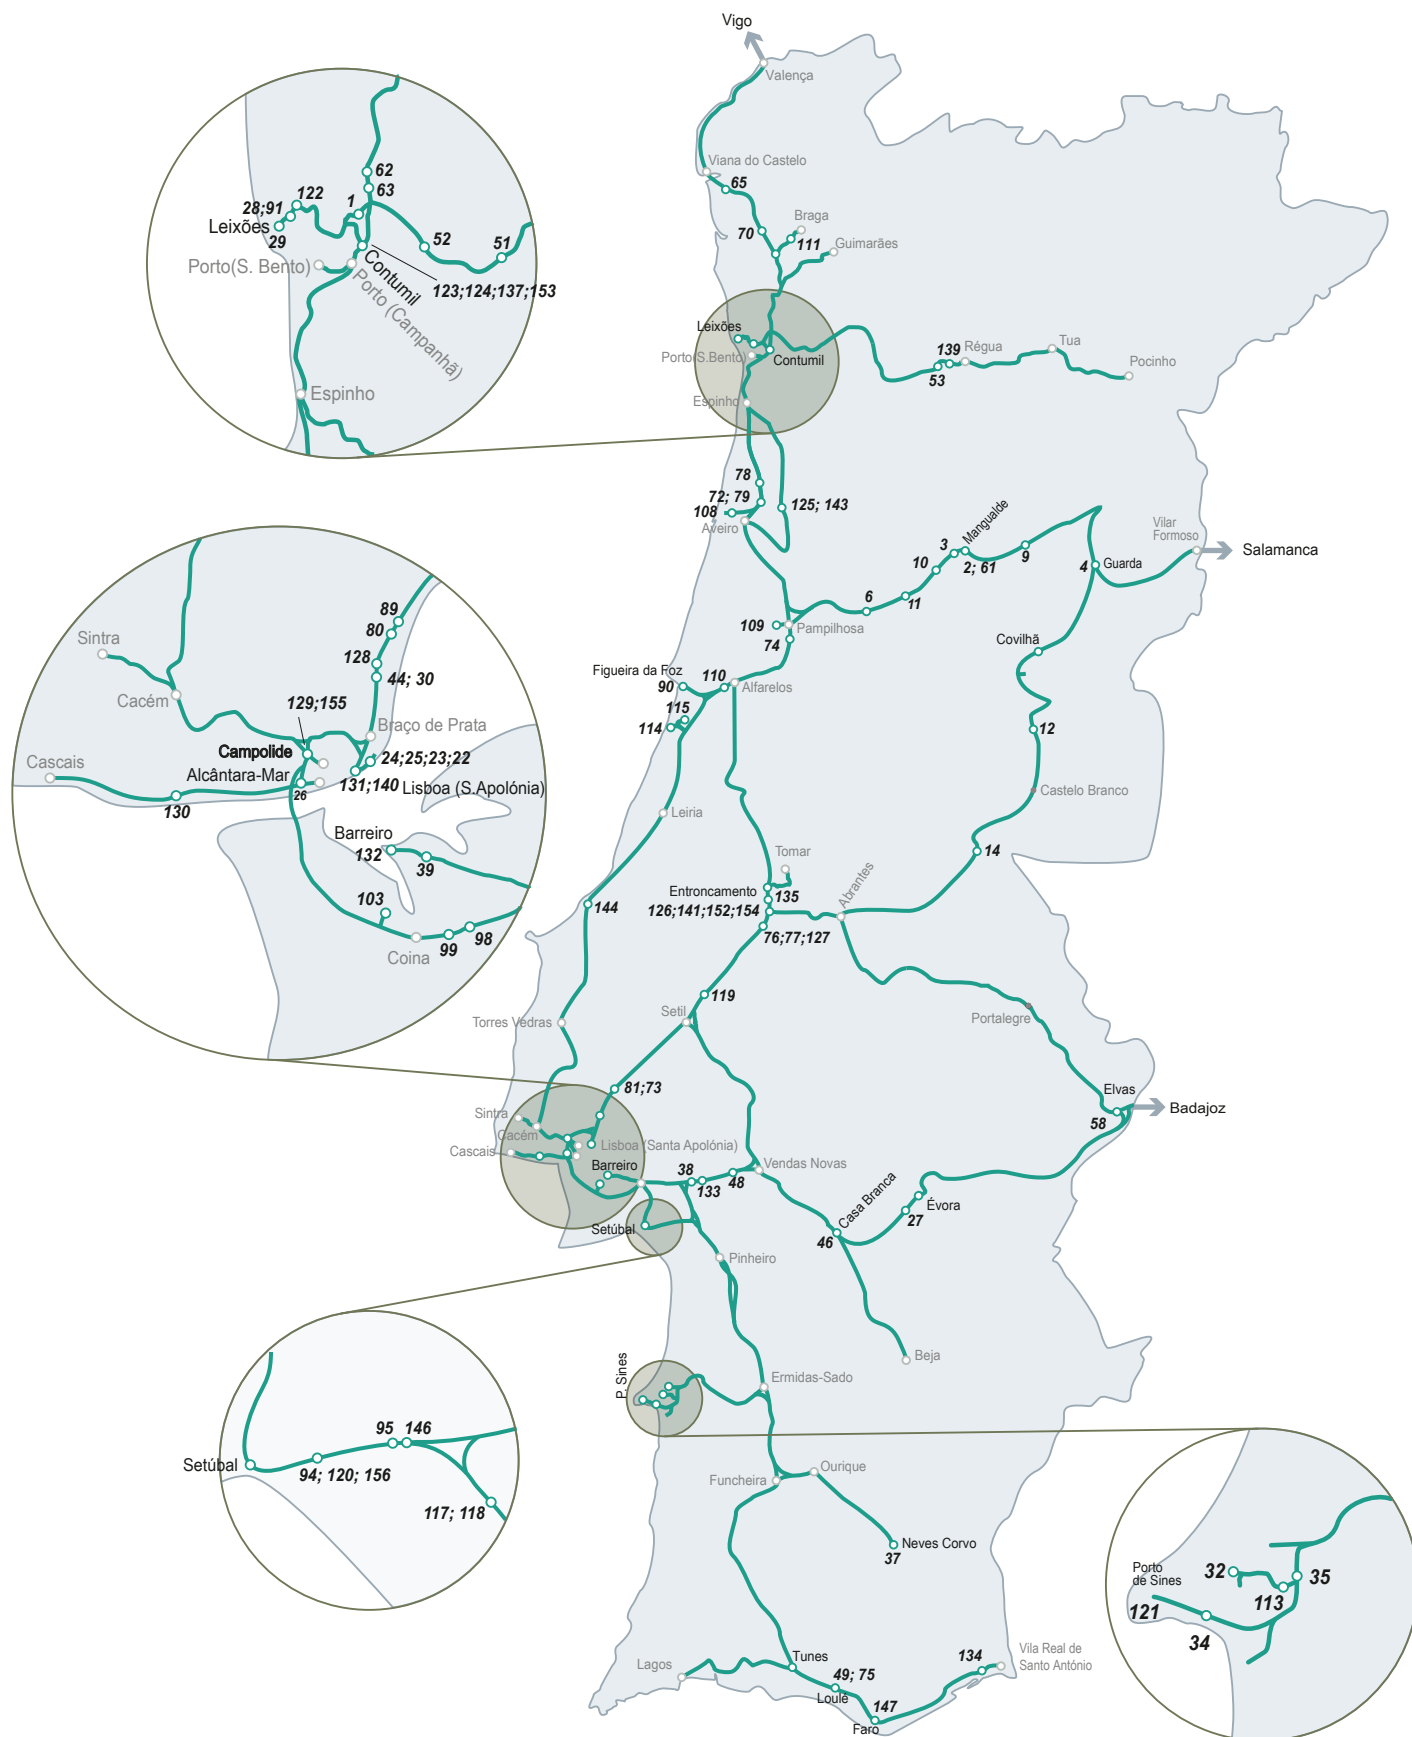 Vigo
Valença
Viana do Castelo
65
70
Braga
111
Guimarães
Leixões
Porto(S.Bento)
Contumil
139
Régua
Tua
53
Pocinho
Espinho
62
63
122
1
28;91
Leixões
29
52
51
Porto(S. Bento)
Contumil
123;124;137;153
Porto (Campanhã)
Espinho
78
72; 79
108
125; 143
Aveiro
Mangualde
3
2; 61
10
9
4
Guarda
Vilar
Formoso
Salamanca
6
11
109
Pampilhosa
74
Covilhã
Figueira da Foz
90
110
Alfarelos
115
114
12
Castelo Branco
Leiria
14
Tomar
Entroncamento
135
Abrantes
126;141;152;154
144
76;77;127
89
80
Sintra
128
44; 30
Cacém
129;155
Braço de Prata
Campolide
24;25;23;22
Cascais
Alcântara-Mar
131;140
Lisboa (S.Apolónia)
26
130
Barreiro
132
39
103
Coina
99
98
119
Setil
Portalegre
Torres Vedras
81;73
Elvas
58
Badajoz
Sintra
Cacém
Lisboa (Santa Apolónia)
Cascais
Barreiro
38
133
48
Vendas Novas
Casa Branca
46
27
Évora
Setúbal
Pinheiro
Beja
P. Sines
Ermidas-Sado
95
146
Setúbal
94; 120; 156
117; 118
Ourique
Funcheira
Neves Corvo
37
32
35
Porto
de Sines
113
121
34
Tunes
Lagos
49; 75
Loulé
134
Vila Real de
Santo António
147
Faro